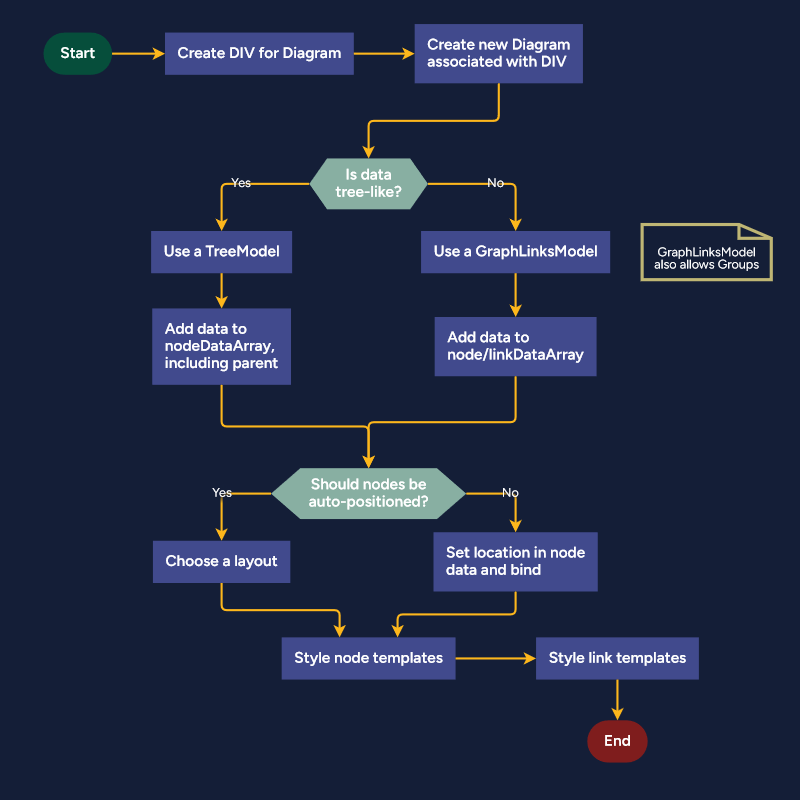 Start
Create DIV for Diagram
Create new Diagram
associated with DIV
Is data
tree-like?
Yes
No
Use a TreeModel
Use a GraphLinksModel
GraphLinksModel
also allows Groups
Add data to
nodeDataArray,
including parent
Add data to
node/linkDataArray
Should nodes be
auto-positioned?
Yes
No
Choose a layout
Set location in node
data and bind
Style node templates
Style link templates
End